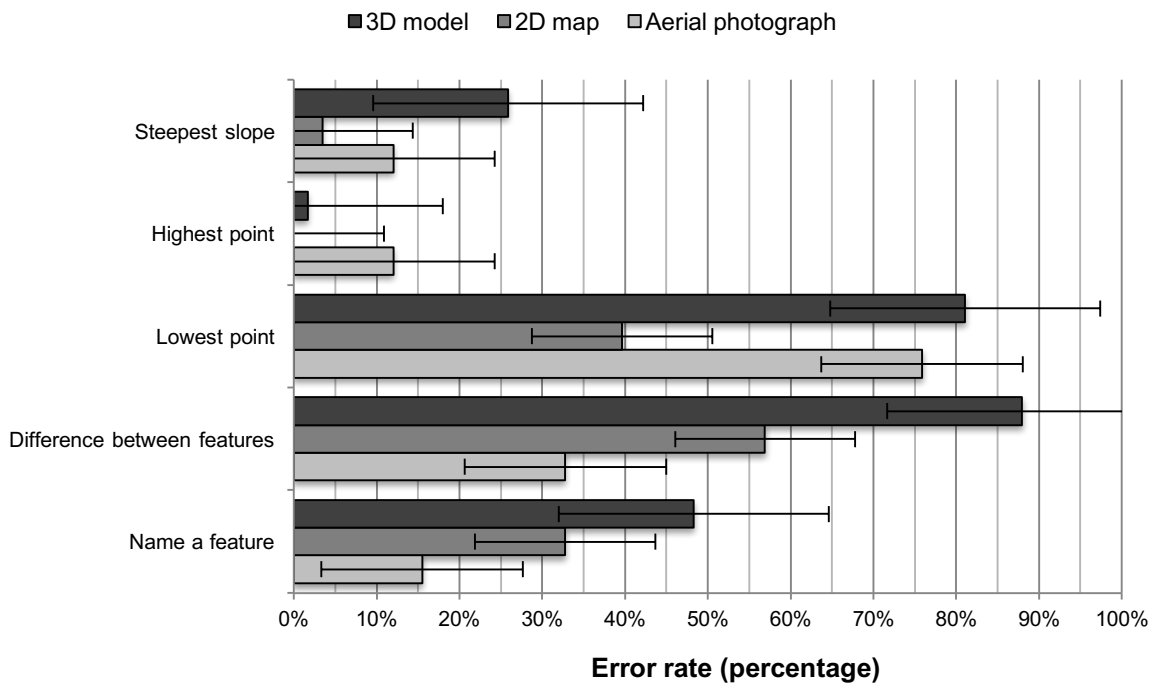 3D model 2D map Aerial photograph
Steepest slope
Highest point
Lowest point
Difference between features
Name a feature
0% 10% 20% 30% 40% 50% 60% 70% 80% 90% 100%
Error rate (percentage)